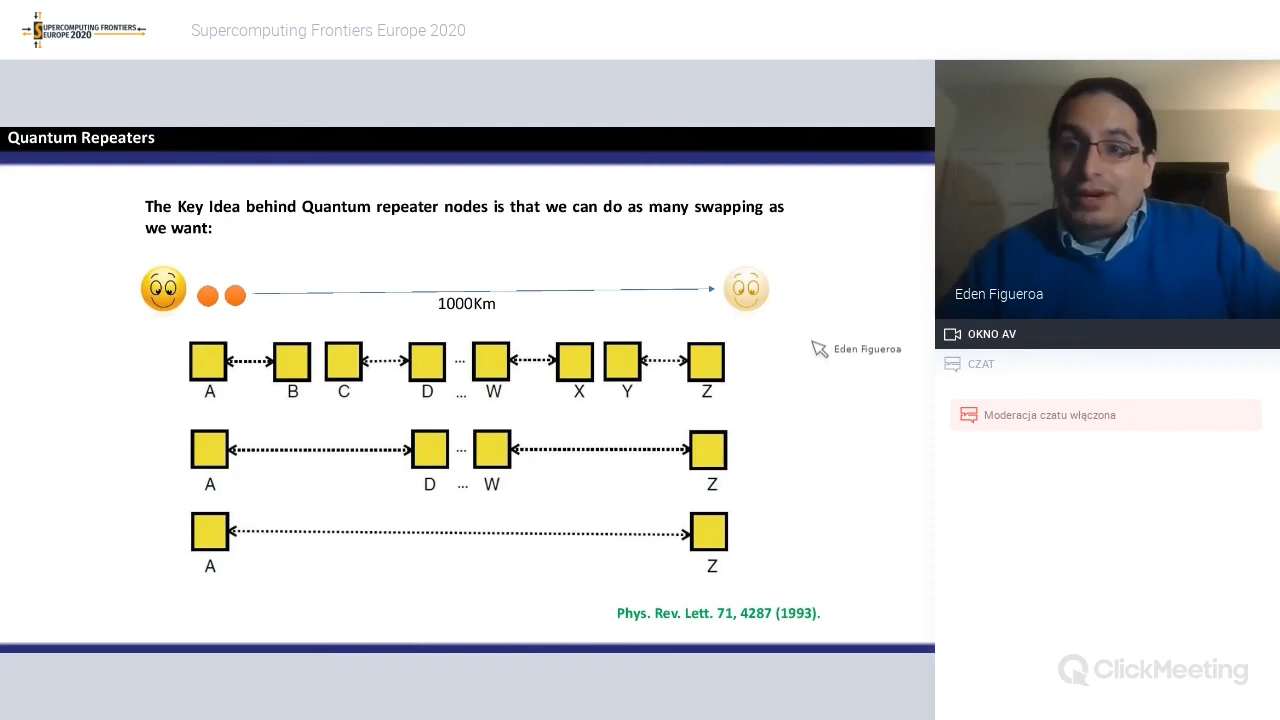 SUPERCOMPUTING FRONTIERS
EUROPE 2020
Supercomputing Frontiers Europe 2020
Quantum Repeaters
The Key Idea behind Quantum repeater nodes is that we can do as many swapping as
we want:
1000Km
...
A B C D ... W X Y Z
...
A D ... W Z
A Z
Phys. Rev. Lett. 71, 4287 (1993).
Eden Figueroa
Eden Figueroa
OKNO AV
CZAT
Moderacja czatu włączona
ClickMeeting